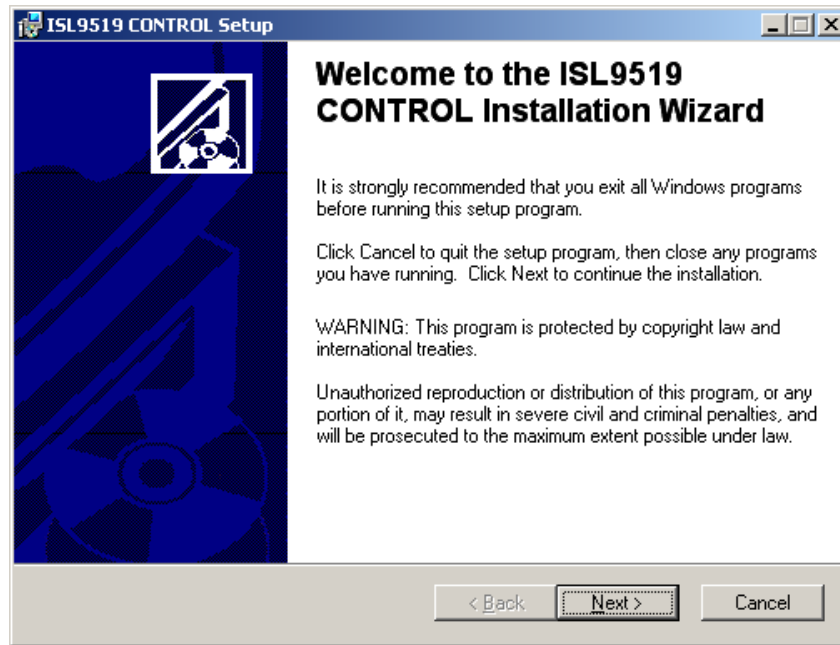 ISL9519 CONTROL Setup
Welcome to the ISL9519
CONTROL Installation Wizard
It is strongly recommended that you exit all Windows programs
before running this setup program.
Click Cancel to quit the setup program, then close any programs
you have running.  Click Next to continue the installation.
WARNING: This program is protected by copyright law and
international treaties.
Unauthorized reproduction or distribution of this program, or any
portion of it, may result in severe civil and criminal penalties, and
will be prosecuted to the maximum extent possible under law.
< Back Next > Cancel